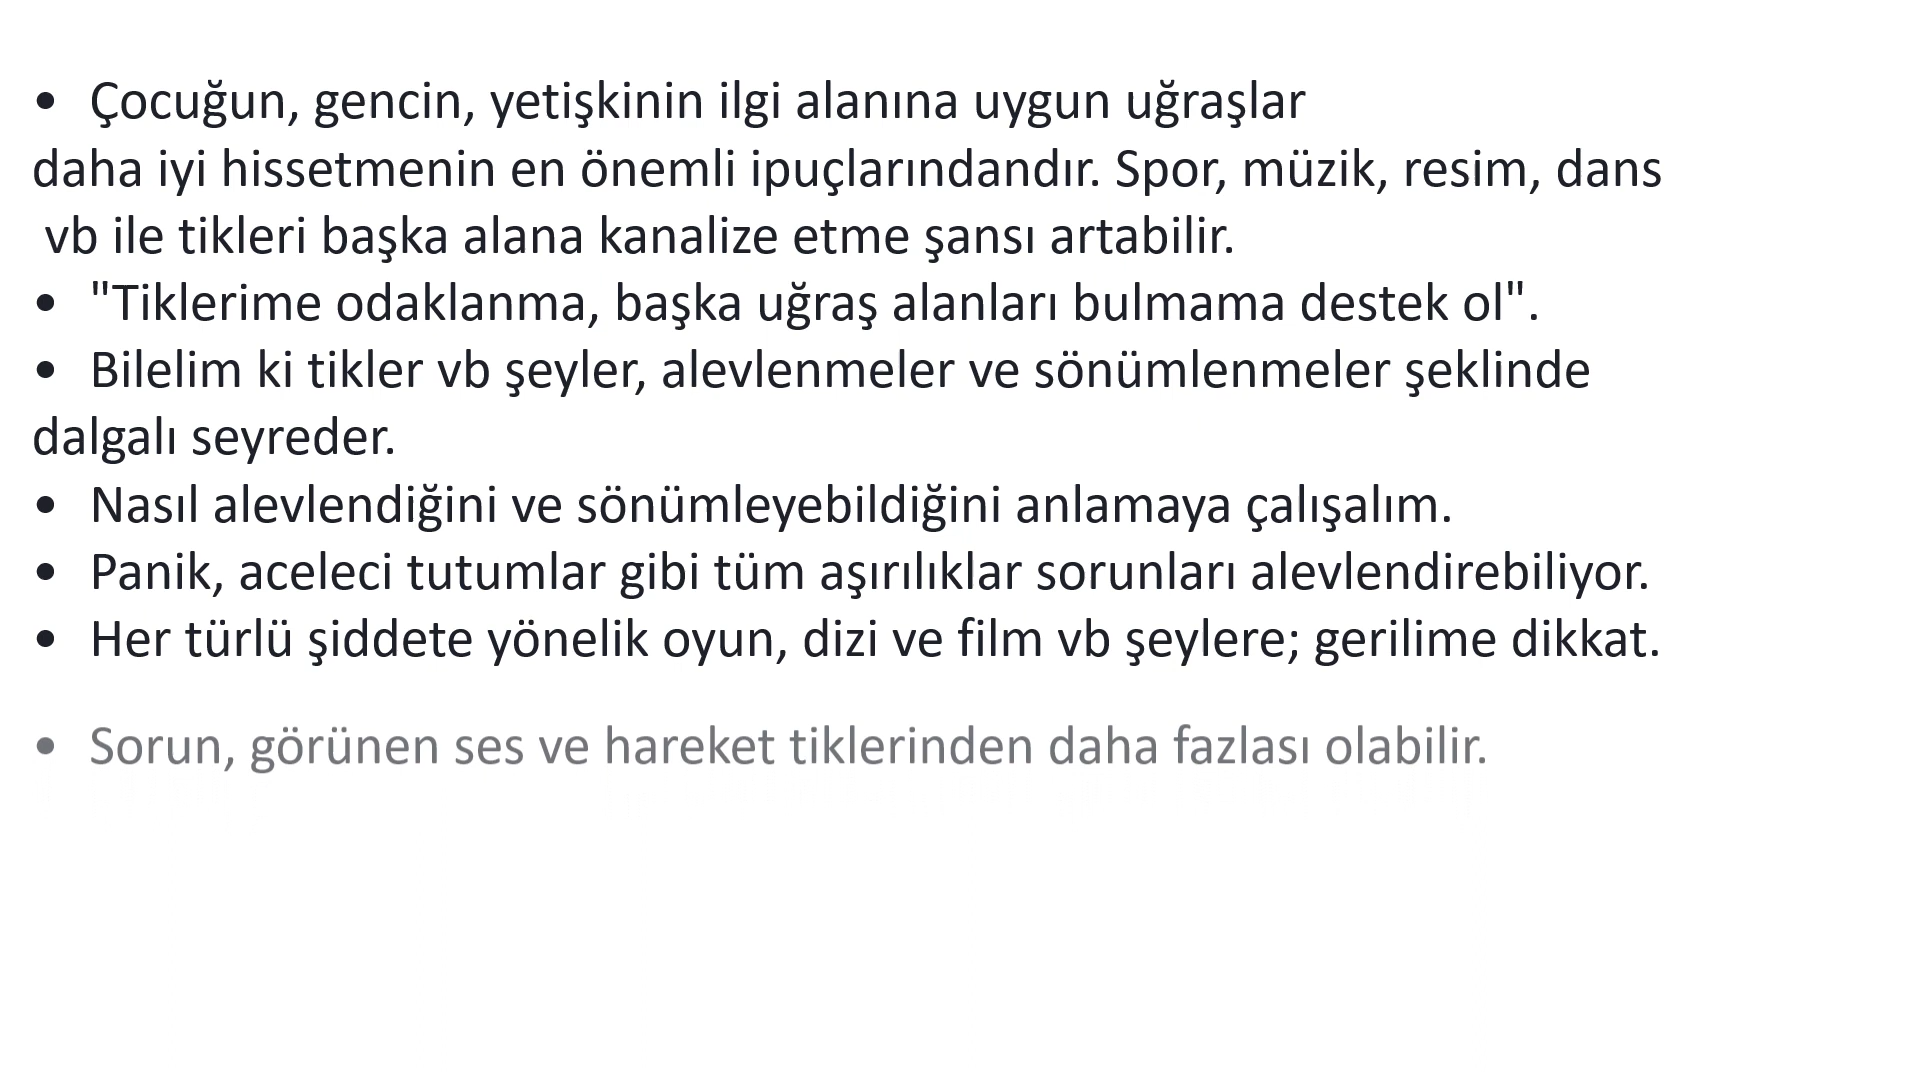 • Çocuğun, gencin, yetişkinin ilgi alanına uygun uğraşlar
daha iyi hissetmenin en önemli ipuçlarındandır. Spor, müzik, resim, dans
vb ile tikleri başka alana kanalize etme şansı artabilir.
• "Tiklerime odaklanma, başka uğraş alanları bulmama destek ol".
• Bilelim ki tikler vb şeyler, alevlenmeler ve sönümlenmeler şeklinde
dalgalı seyreder.
• Nasıl alevlendiğini ve sönümleyebildiğini anlamaya çalışalım.
• Panik, aceleci tutumlar gibi tüm aşırılıklar sorunları alevlendirebiliyor.
• Her türlü şiddete yönelik oyun, dizi ve film vb şeylere; gerilime dikkat.
• Sorun, görünen ses ve hareket tiklerinden daha fazlası olabilir.